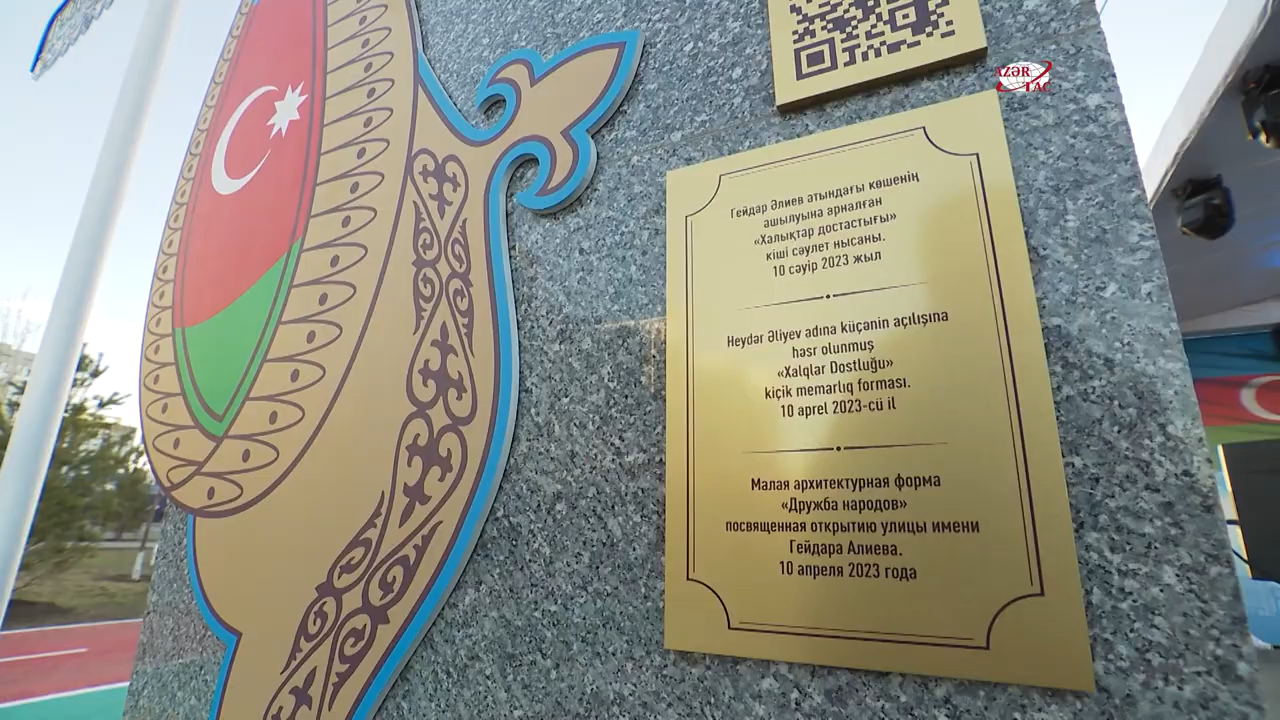 AZƏR
TAC
Гейдар Әлиев атындағы көшенің
ашылуына арналған
«Халықтар достастығы»
кіші сәулет нысаны.
10 сәуір 2023 жыл
Heydər Əliyev adına küçənin açılışına
həsr olunmuş
«Xalqlar Dostluğu»
kiçik memarlıq forması.
10 aprel 2023-cü il
Малая архитектурная форма
«Дружба народов»
посвященная открытию улицы имени
Гейдара Алиева.
10 апреля 2023 года